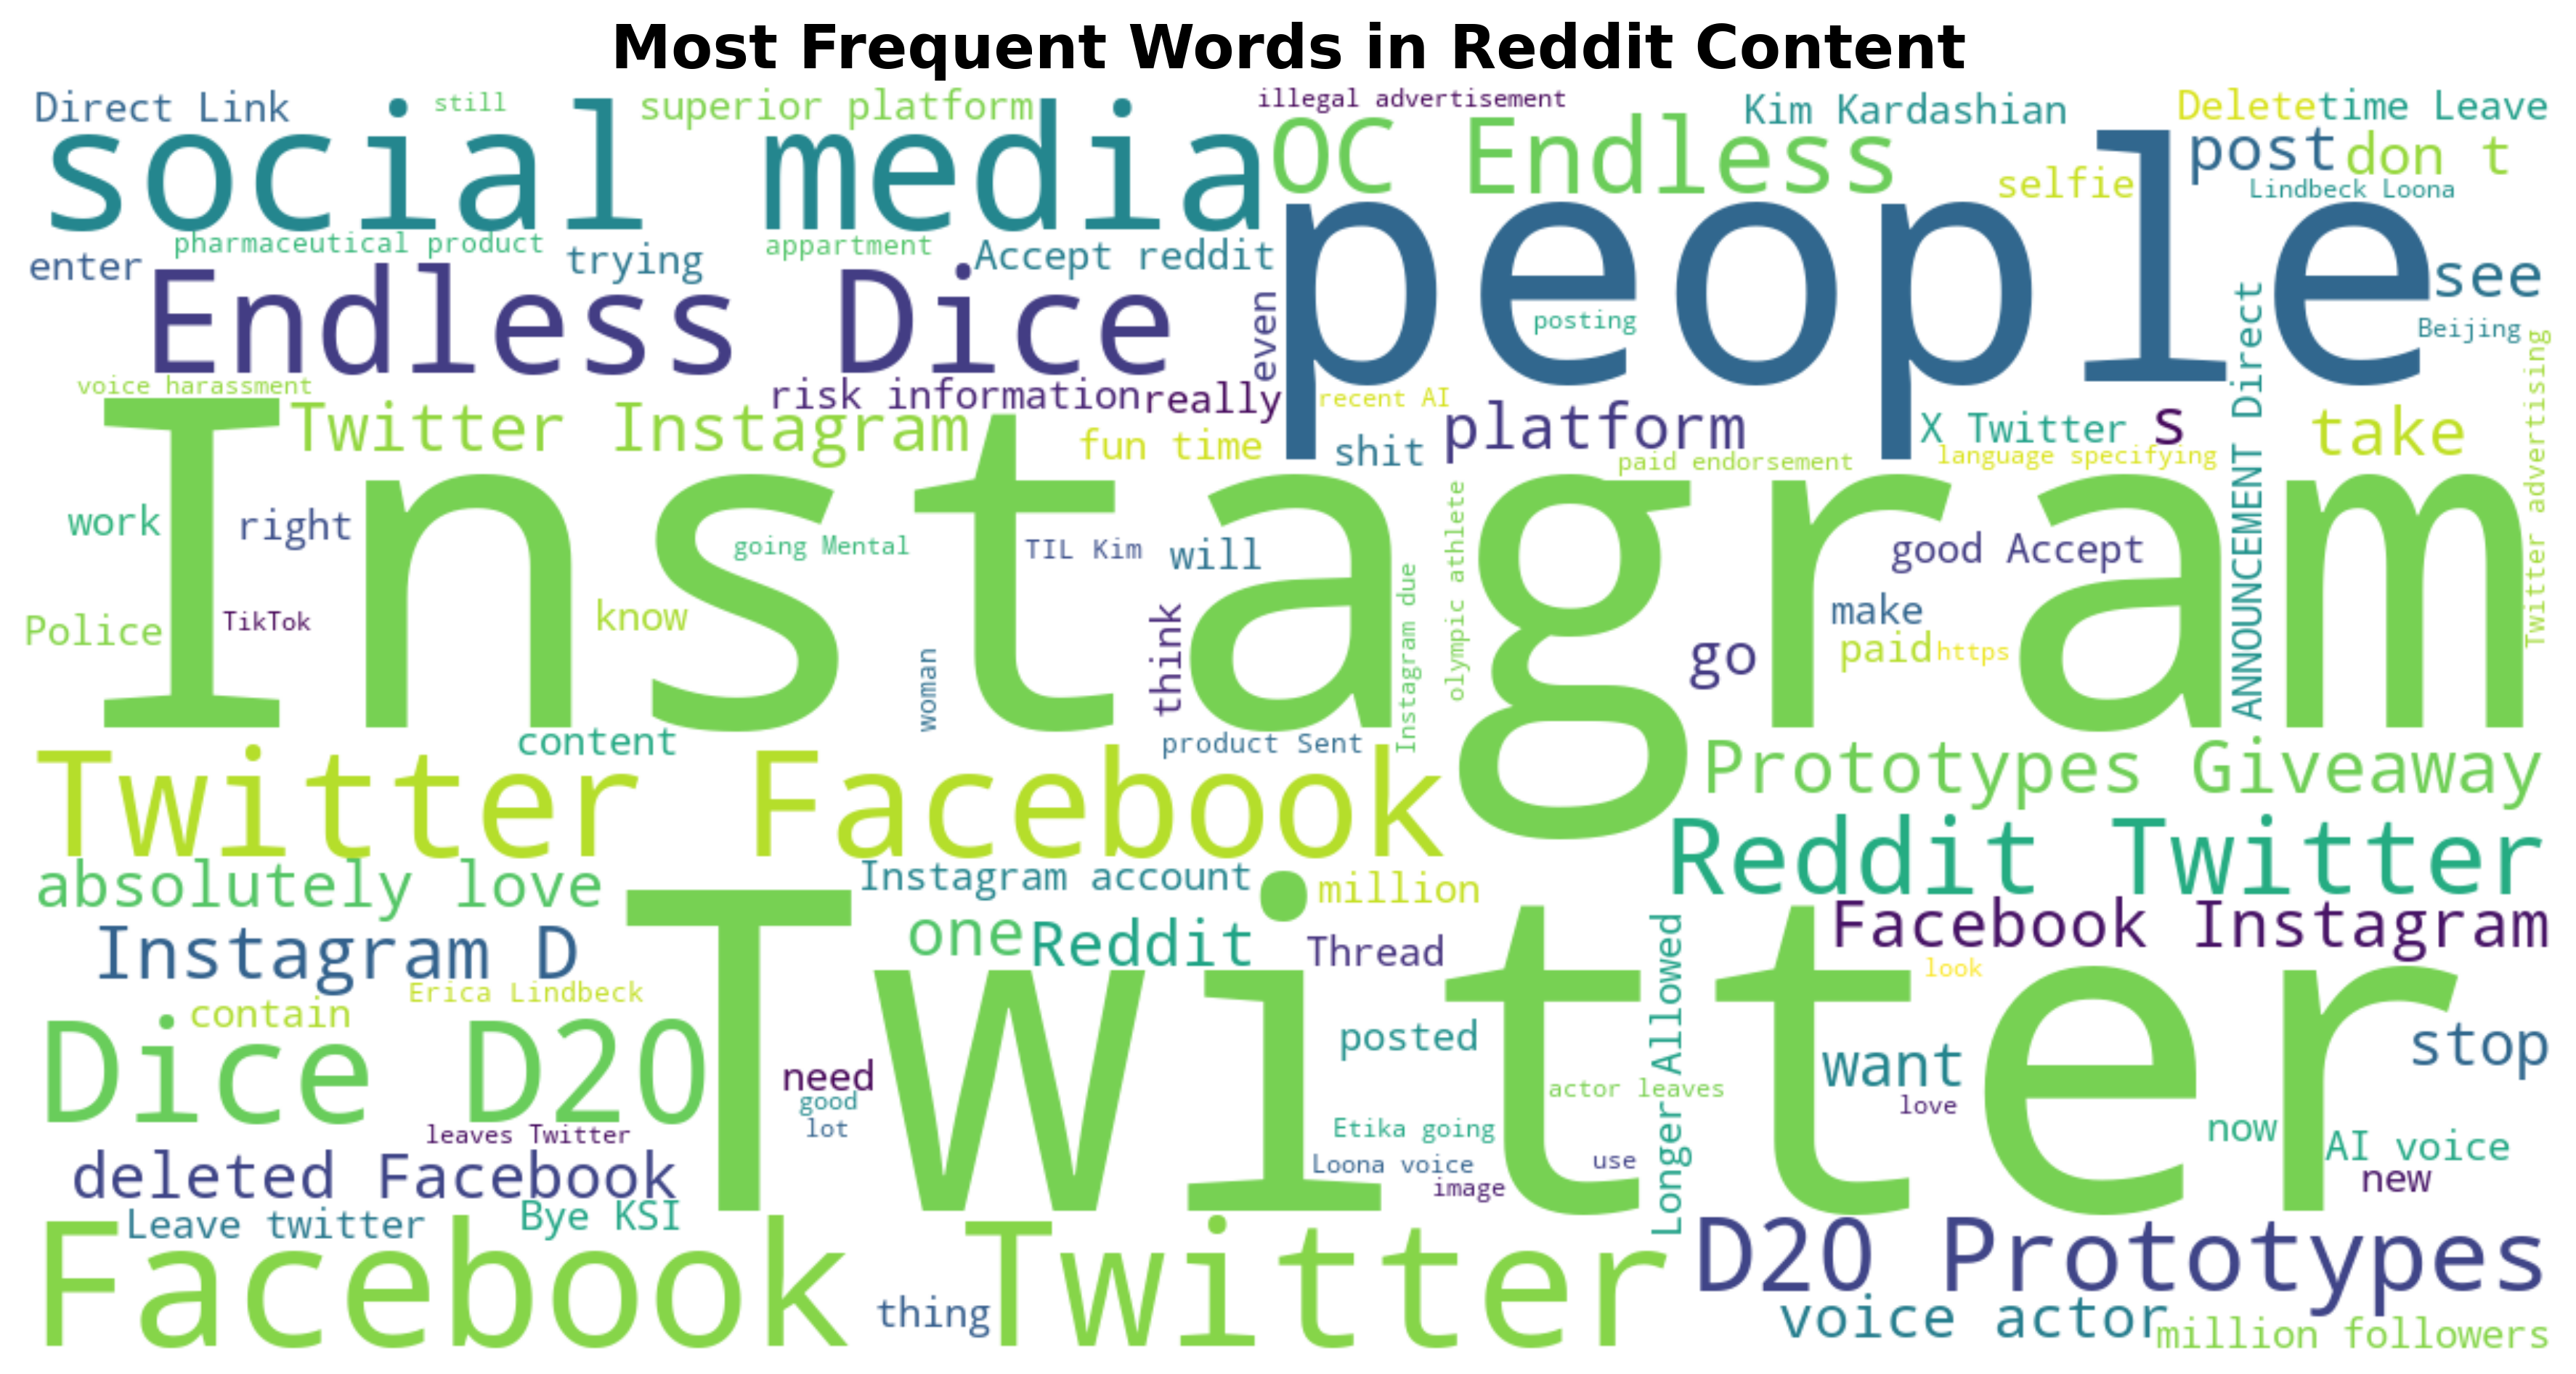 Most Frequent Words in Reddit Content
Direct Link
still
superior platform
illegal advertisement
Kim Kardashian
Delete
time Leave
social media
OC Endless
people
post
don t
selfie
Lindbeck Loona
pharmaceutical product
appartment
Accept reddit
enter
trying
see
Endless Dice
even
posting
Beijing
ANNOUNCEMENT Direct
Twitter advertising
voice harassment
risk information
really
recent AI
Instagram
Twitter Instagram
fun time
shit
platform
X Twitter
s
take
paid endorsement
language specifying
work
right
going Mental
TIL Kim
will
Instagram due
olympic athlete
good Accept
Police
TikTok
know
woman
think
go
make
paid
https
content
product Sent
Twitter Facebook
Prototypes Giveaway
Reddit Twitter
absolutely love
Instagram account
million
Twitter
Instagram D
one
Reddit
Thread
Longer Allowed
Facebook Instagram
look
Erica Lindbeck
contain
Dice D20
posted
want
stop
need
good
lot
actor leaves
love
leaves Twitter
Etika going
now
AI voice
deleted Facebook
Loona voice
use
image
new
Leave twitter
Bye KSI
Facebook Twitter
thing
D20 Prototypes
voice actor
million followers